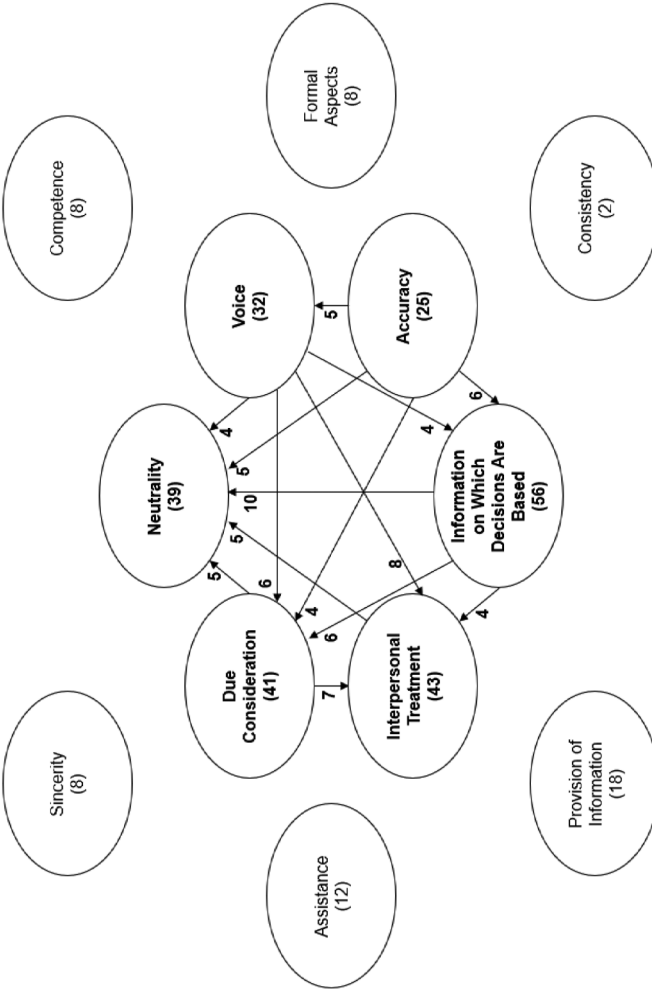 Sincerity
(8)
Competence
(8)
Neutrality
(39)
5
4
Due
Consideration
(41)
Voice
(32)
5
10
5
6
Assistance
(12)
Formal
Aspects
(8)
7
4
6
5
Interpersonal
Treatment
(43)
8
4
Accuracy
(25)
4
6
Information
on Which
Decisions Are
Based
(56)
Provision of
Information
(18)
Consistency
(2)